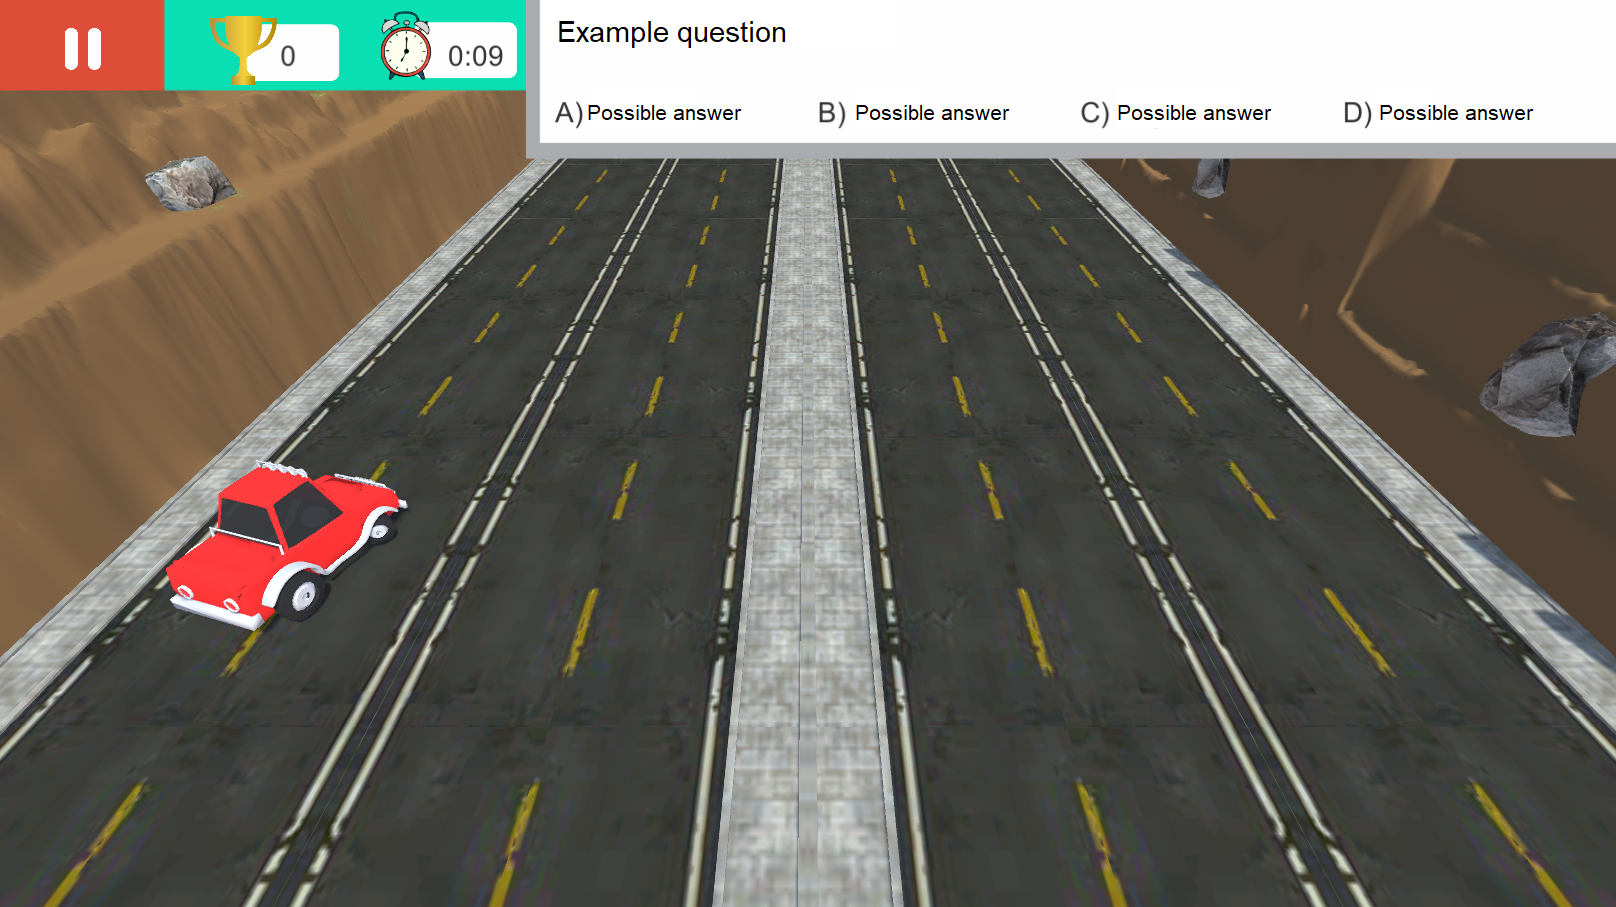 0
0:09
Example question
A) Possible answer
B) Possible answer
C) Possible answer
D) Possible answer